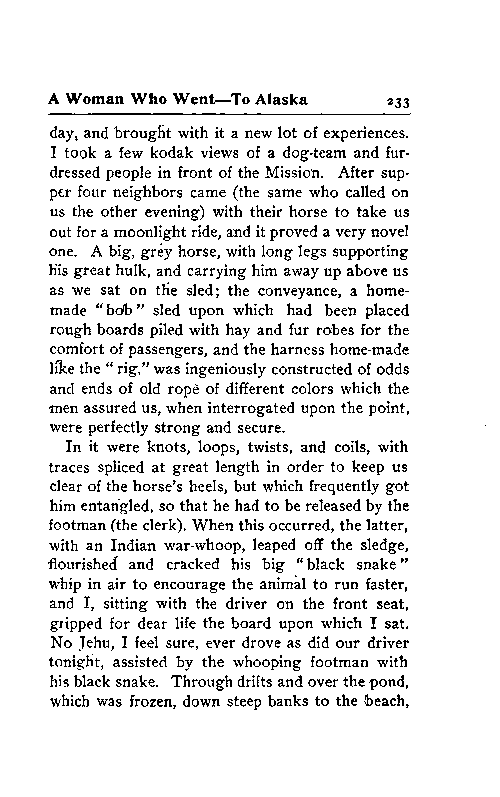 A Woman Who Went—To Alaska 233
day, and brought with it a new lot of experiences.
I took a few kodak views of a dog-team and fur-
dressed people in front of the Mission. After sup-
per four neighbors came (the same who called on
us the other evening) with their horse to take us
out for a moonlight ride, and it proved a very novel
one. A big, grey horse, with long legs supporting
his great hulk, and carrying him away up above us
as we sat on the sled; the conveyance, a home-
made "bob" sled upon which had been placed
rough boards piled with hay and fur robes for the
comfort of passengers, and the harness home-made
like the "rig," was ingeniously constructed of odds
and ends of old rope of different colors which the
men assured us, when interrogated upon the point,
were perfectly strong and secure.
In it were knots, loops, twists, and coils, with
traces spliced at great length in order to keep us
clear of the horse's heels, but which frequently got
him entangled, so that he had to be released by the
footman (the clerk). When this occurred, the latter,
with an Indian war-whoop, leaped off the sledge,
flourished and cracked his big "black snake"
whip in air to encourage the animal to run faster,
and I, sitting with the driver on the front seat,
gripped for dear life the board upon which I sat.
No Jehu, I feel sure, ever drove as did our driver
tonight, assisted by the whooping footman with
his black snake. Through drifts and over the pond,
which was frozen, down steep banks to the beach,